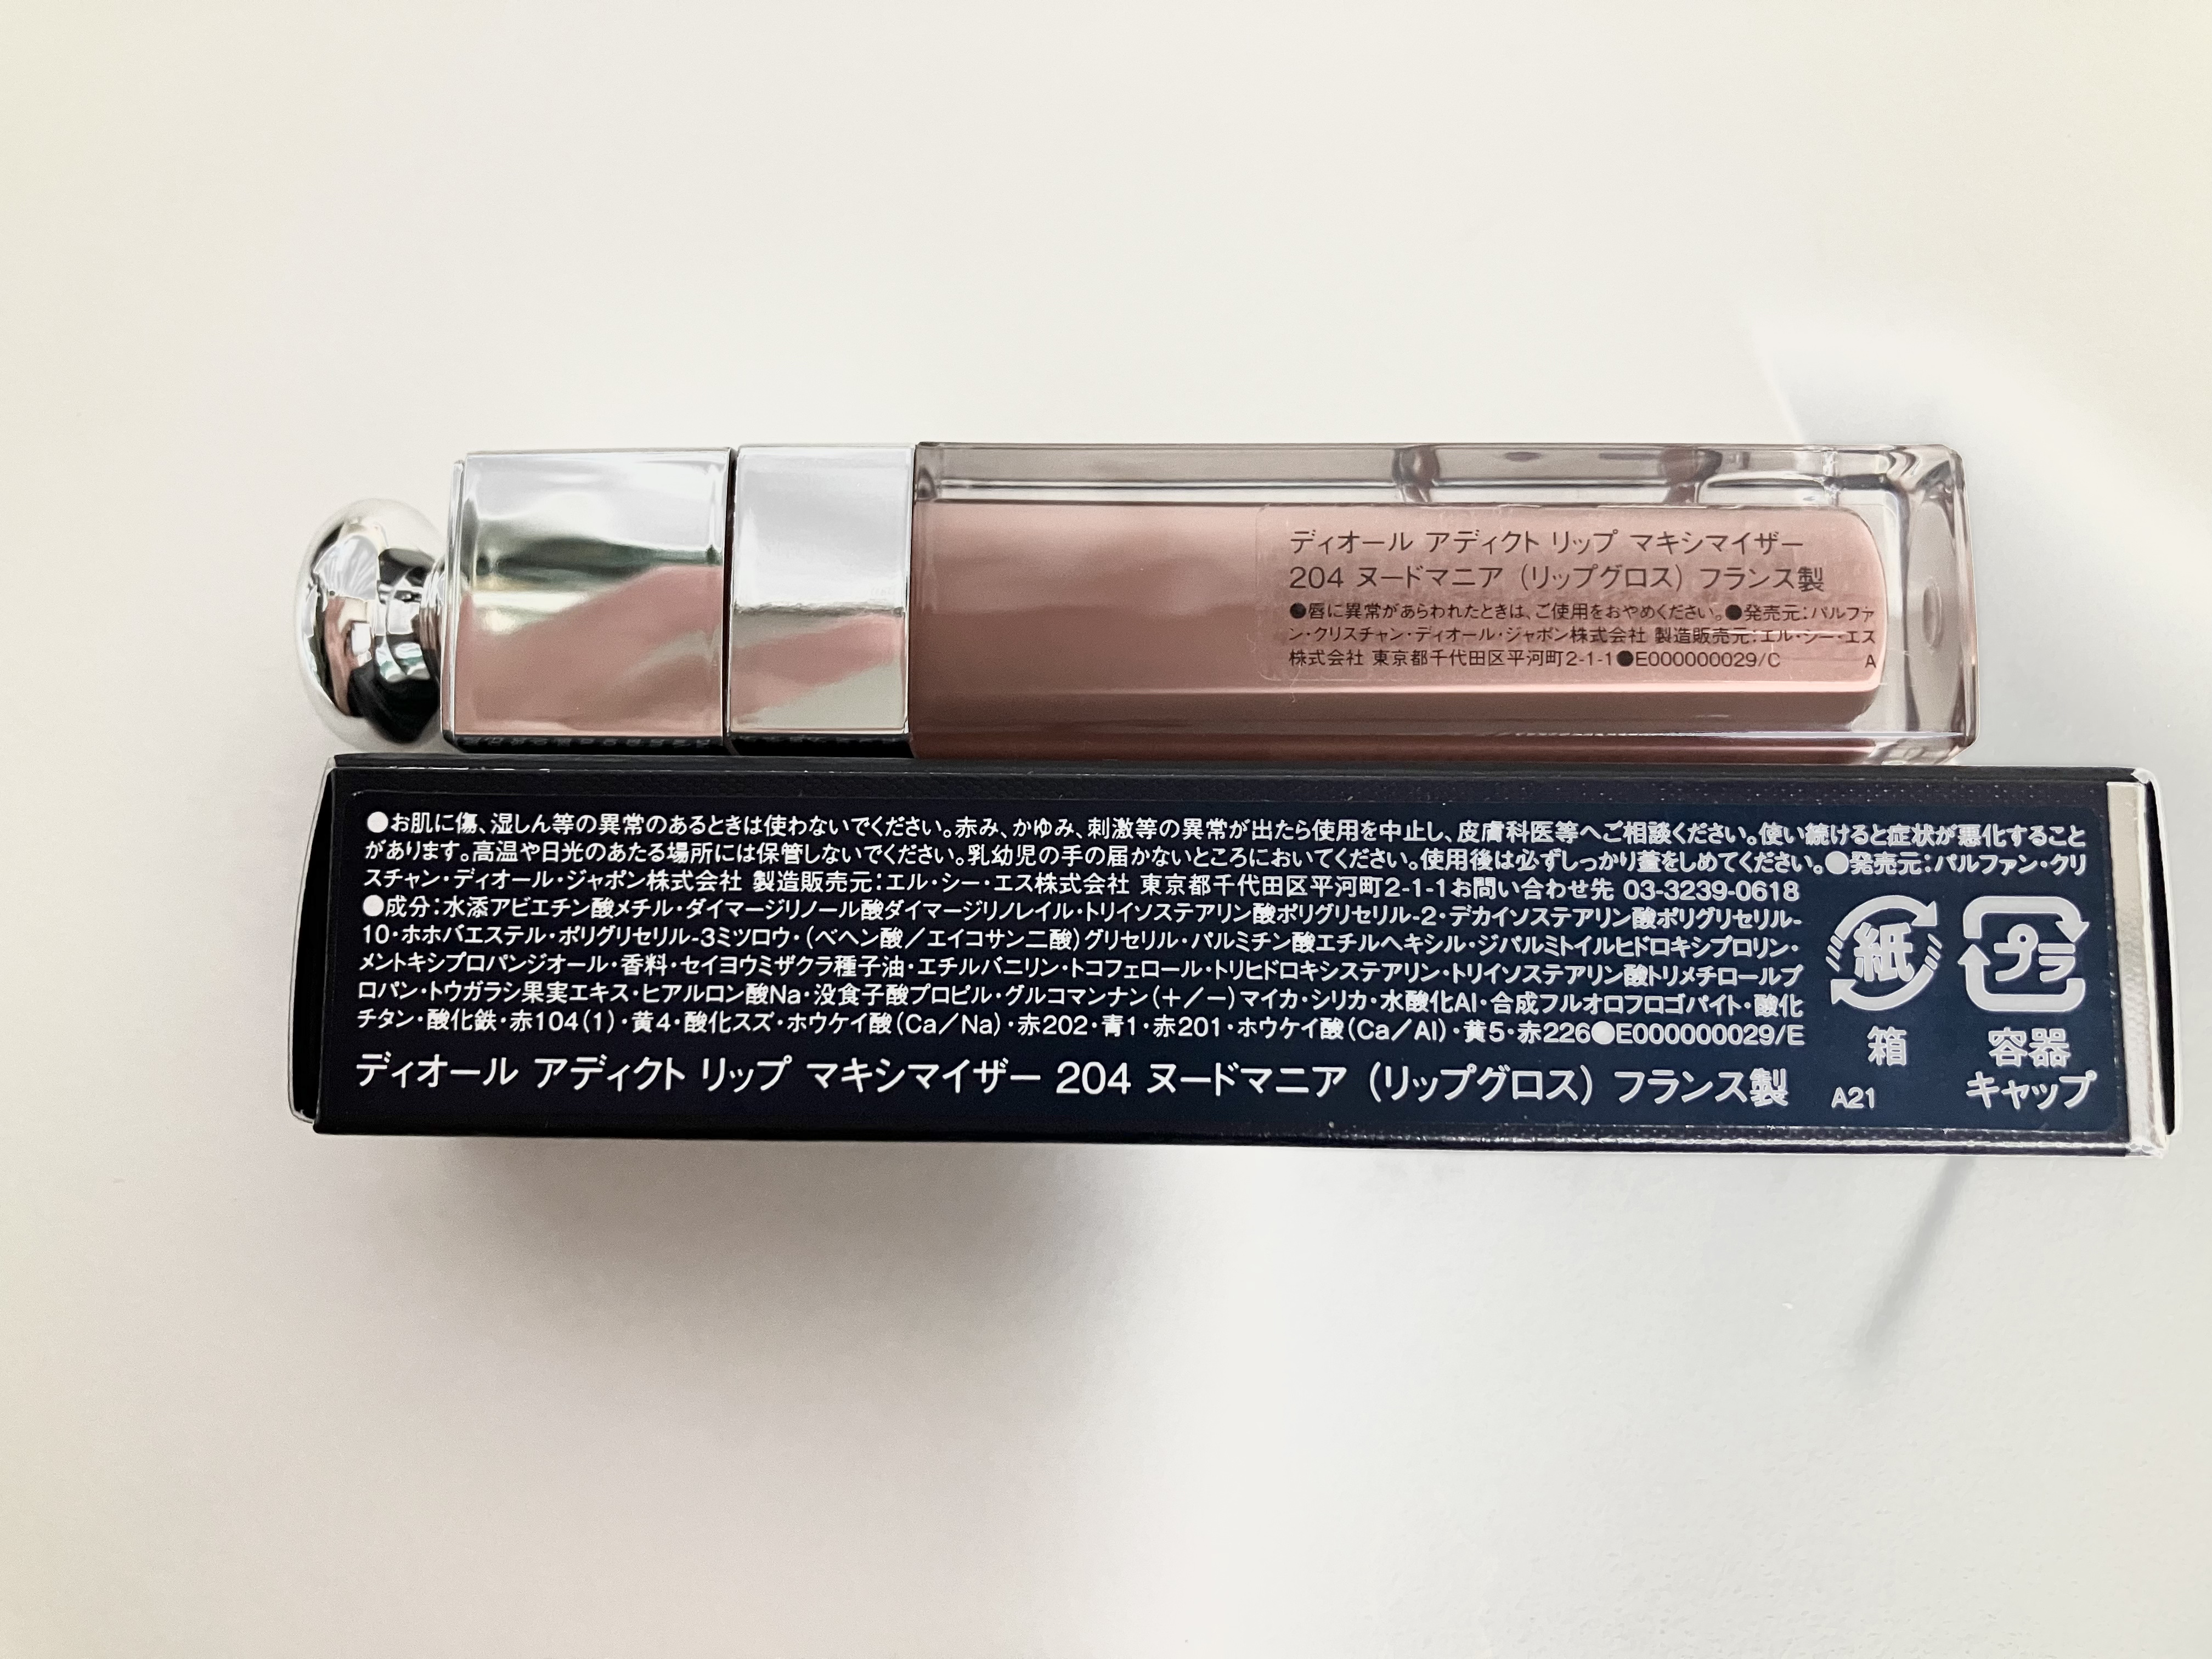 ディオール アディクト リップ マキシマイザー
204 ヌードマニア (リップグロス) フランス製
●唇に異常があらわれたときは、ご使用をおやめください。●発売元:パルファ
ン・クリスチャン・ディオール・ジャポン株式会社 製造販売元:エル・シー・エス
株式会社 東京都千代田区平河町2-1-1●E000000029/C A
●お肌に傷、湿しん等の異常のあるときは使わないでください。赤み、かゆみ、刺激等の異常が出たら使用を中止し、皮膚科医等へご相談ください。使い続けると症状が悪化すること
があります。高温や日光のあたる場所には保管しないでください。乳幼児の手の届かないところにおいてください。使用後は必ずしっかり蓋をしめてください。●発売元:パルファン・クリ
スチャン・ディオール・ジャポン株式会社 製造販売元:エル・シー・エス株式会社 東京都千代田区平河町2-1-1お問い合わせ先 03-3239-0618
●成分:水添アビエチン酸メチル・ダイマージリノール酸ダイマージリノレイル・トリイソステアリン酸ポリグリセリル-2・デカイソステアリン酸ポリグリセリル-
10・ホホバエステル・ポリグリセリル-3ミツロウ・(ベヘン酸/エイコサン二酸)グリセリル・パルミチン酸エチルヘキシル・ジパルミトイルヒドロキシプロリン・
メントキシプロパンジオール・香料・セイヨウミザクラ種子油・エチルバニリン・トコフェロール・トリヒドロキシステアリン・トリイソステアリン酸トリメチロールプ
ロパン・トウガラシ果実エキス・ヒアルロン酸Na・没食子酸プロピル・グルコマンナン(+/-)マイカ・シリカ・水酸化Al・合成フルオロフロゴパイト・酸化
チタン・酸化鉄・赤104(1)・黄4・酸化スズ・ホウケイ酸(Ca/Na)・赤202・青1・赤201・ホウケイ酸(Ca/Al)・黄5・赤226●E000000029/E
ディオール アディクト リップ マキシマイザー 204 ヌードマニア (リップグロス) フランス製
A21
紙
箱
プラ
容器
キャップ